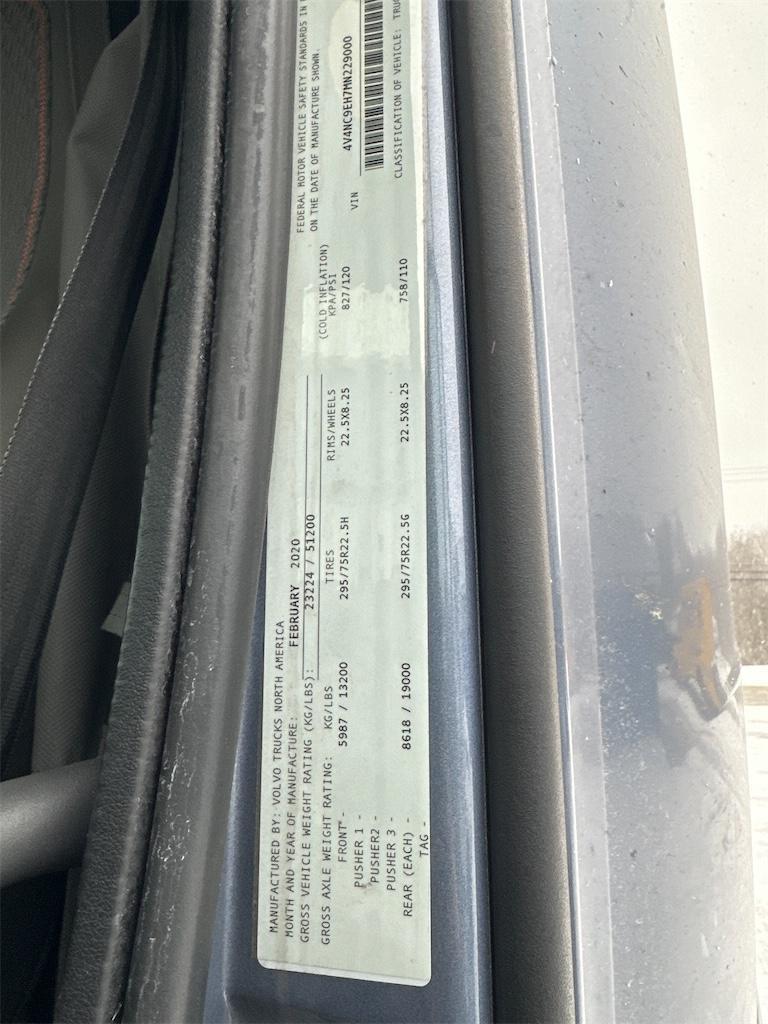 MANUFACTURED BY: VOLVO TRUCKS NORTH AMERICA
MONTH AND YEAR OF MANUFACTURE: FEBRUARY 2020
GROSS VEHICLE WEIGHT RATING (KG/LBS): 23224 / 51200
FEDERAL MOTOR VEHICLE SAFETY STANDARDS IN
ON THE DATE OF MANUFACTURE SHOWN.
GROSS AXLE WEIGHT RATING: KG/LBS TIRES RIMS/WHEELS (COLD INFLATION) KPA/PSI
FRONT - 5987 / 13200 295/75R22.5H 22.5X8.25 827/120
VIN 4V4NC9EH7MN229000
PUSHER 1 -
PUSHER2 -
PUSHER 3 -
CLASSIFICATION OF VEHICLE:
REAR (EACH) - 8618 / 19000 295/75R22.5G 22.5X8.25 758/110
TAG -